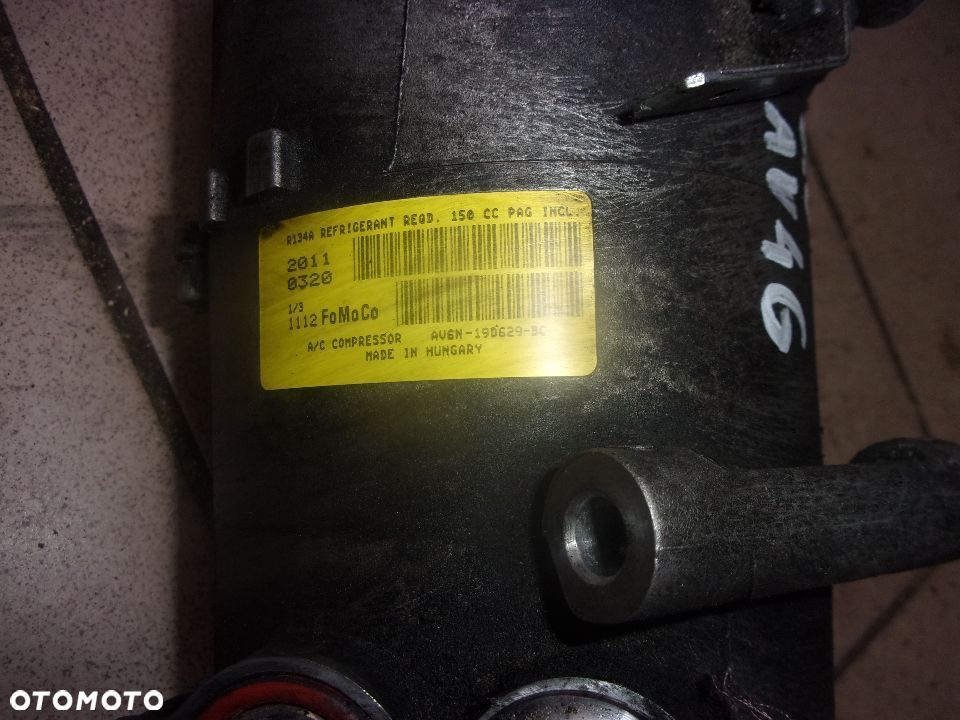 R134A REFRIGERANT REQD. 150 CC PAG INCL.
2011
0320
1/3
1112 FoMoCo
A/C COMPRESSOR AV6N-19D629-BC
MADE IN HUNGARY
AV4G
OTOMOTO